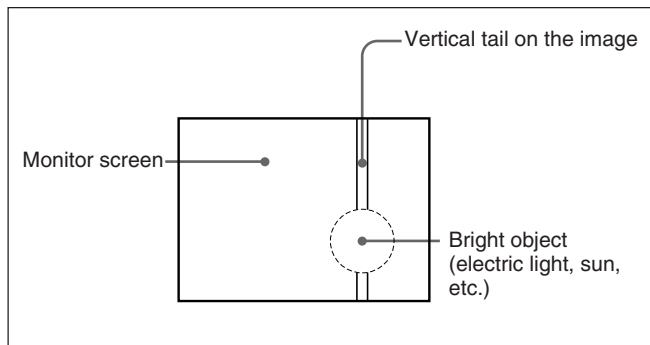 Vertical tail on the image
Monitor screen
Bright object
(electric light, sun,
etc.)